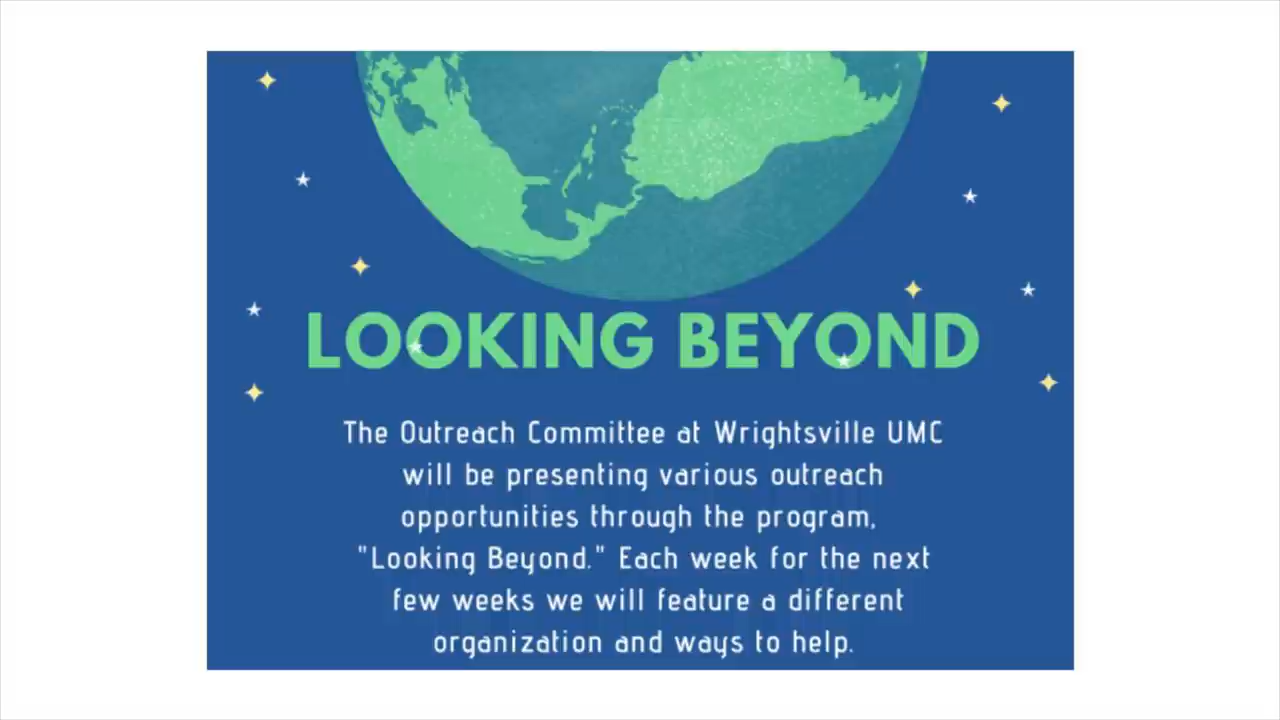 LOOKING BEYOND
The Outreach Committee at Wrightsville UMC
will be presenting various outreach
opportunities through the program,
"Looking Beyond." Each week for the next
few weeks we will feature a different
organization and ways to help.